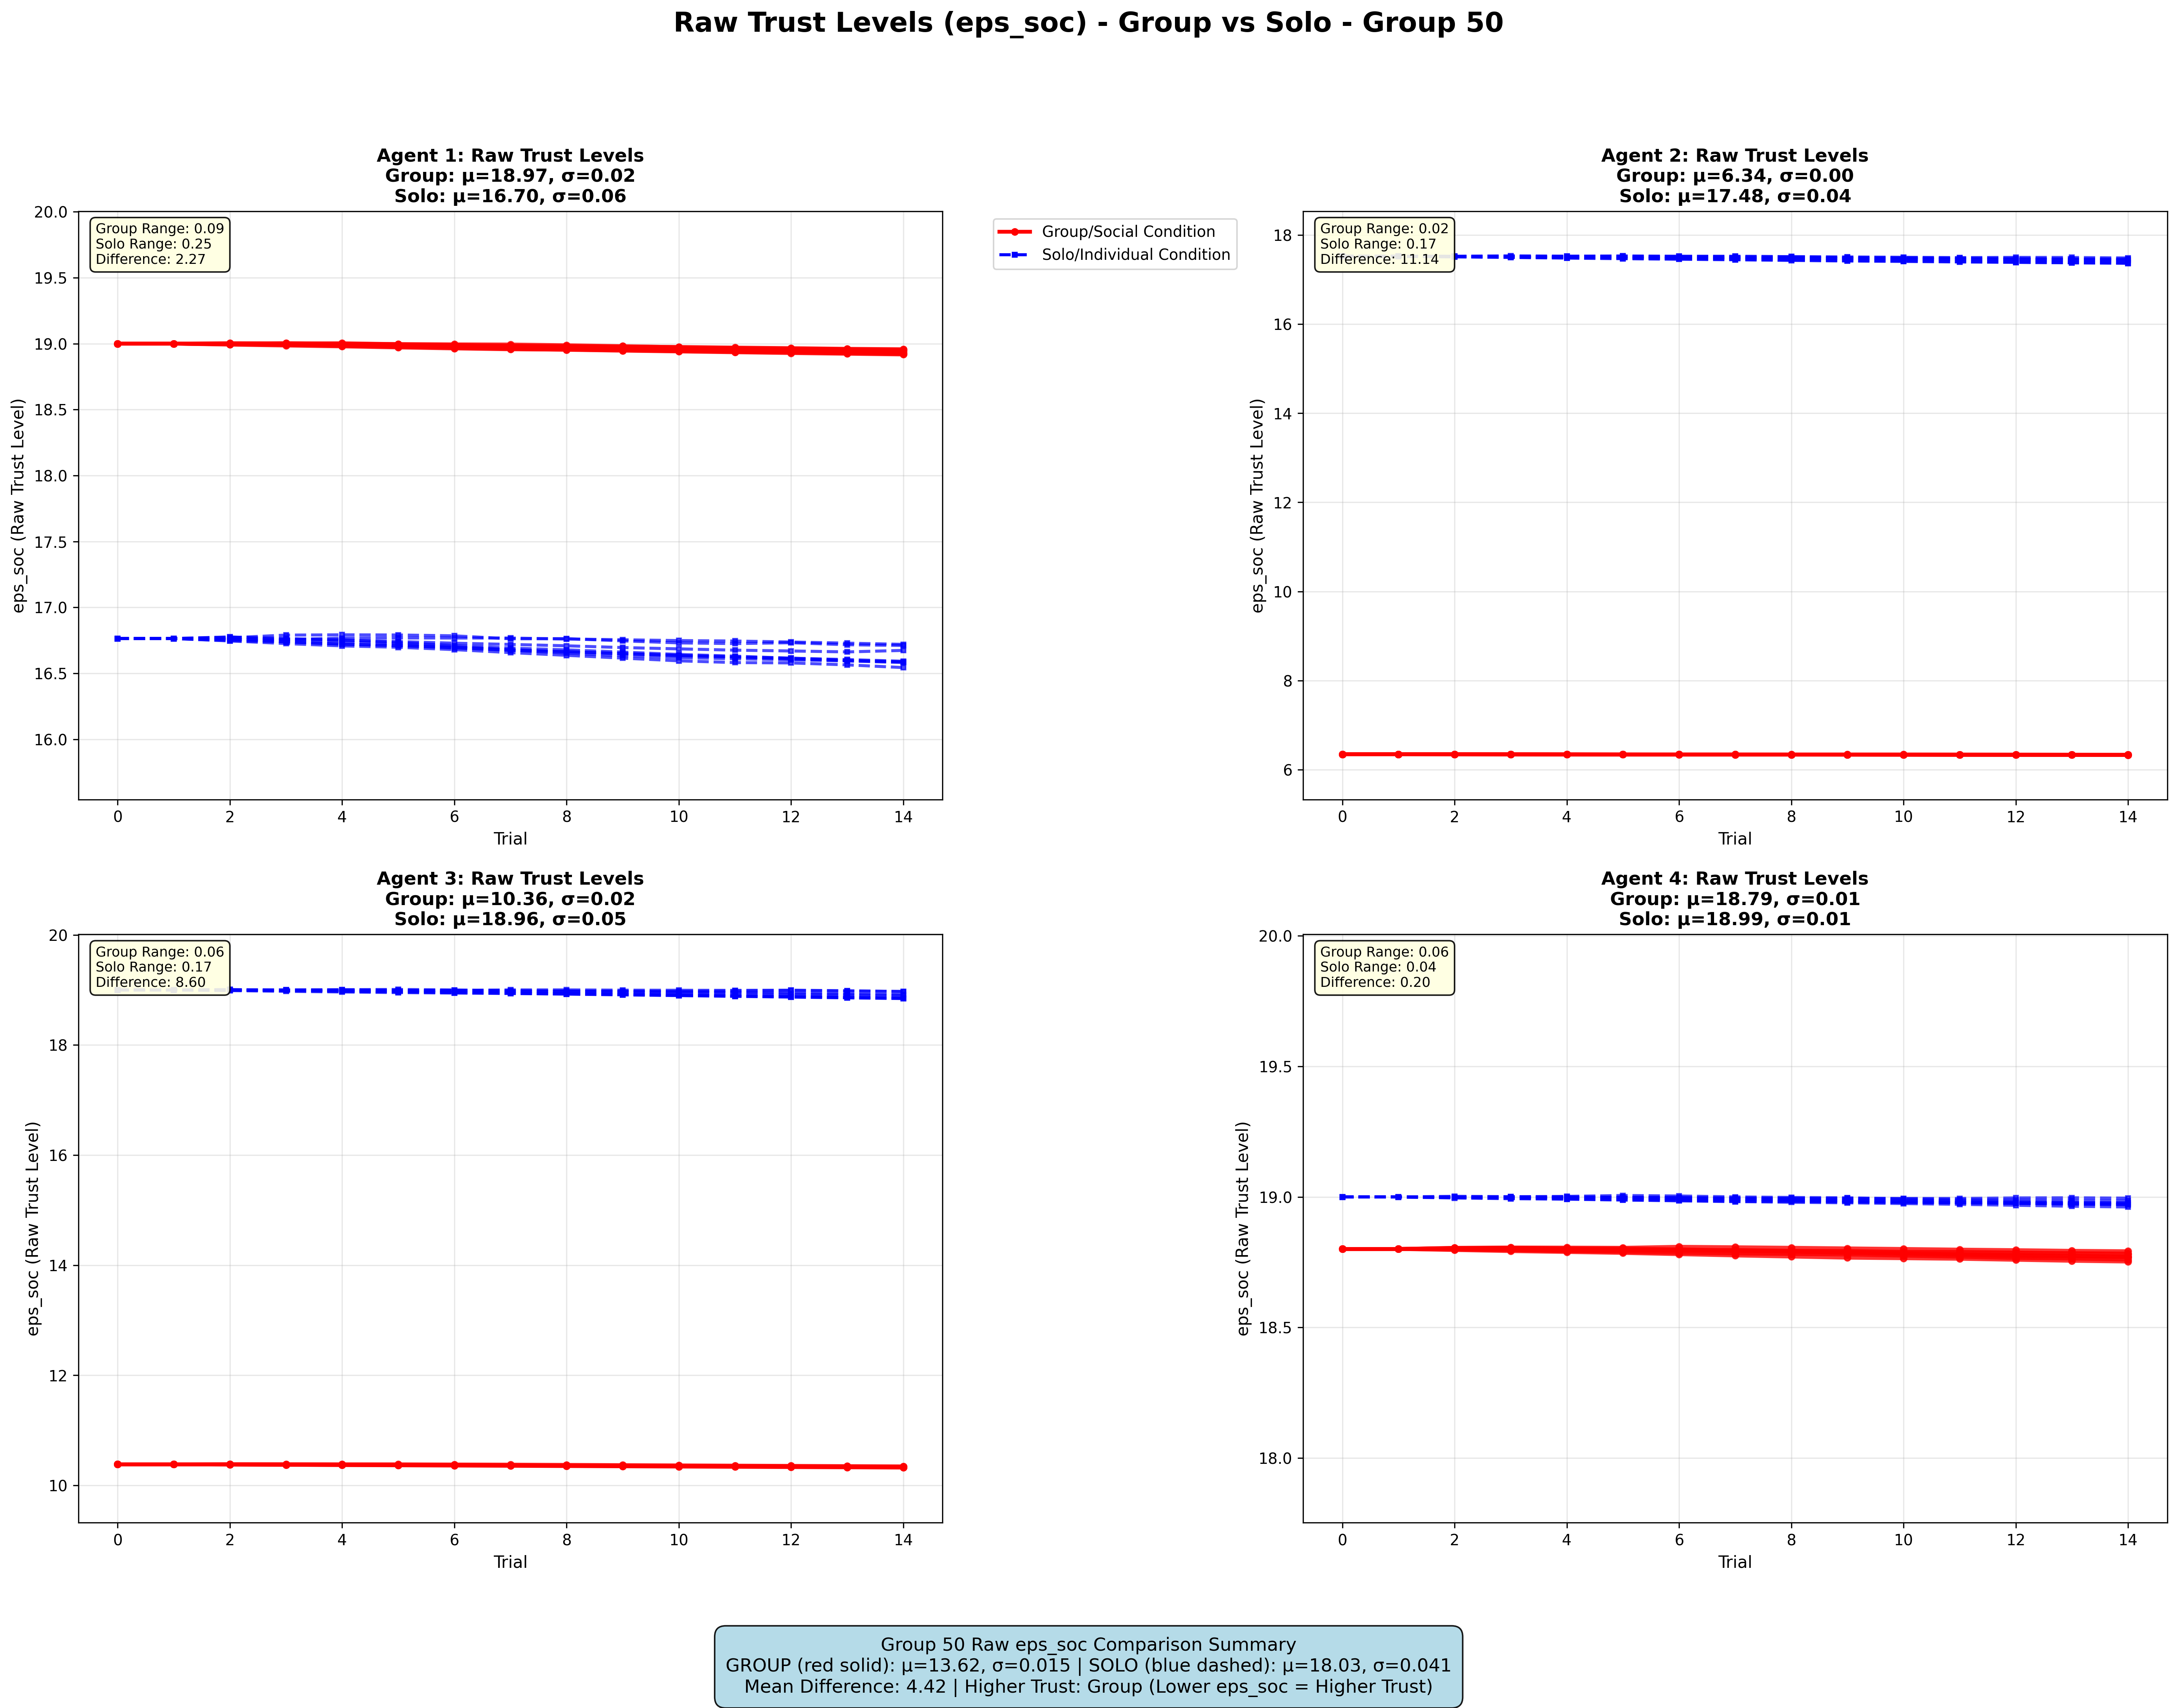 Raw Trust Levels (eps_soc) - Group vs Solo - Group 50
Agent 1: Raw Trust Levels
Group: μ=18.97, σ=0.02
Solo: μ=16.70, σ=0.06
Group Range: 0.09
Solo Range: 0.25
Difference: 2.27
20.0
19.5
19.0
18.5
18.0
17.5
17.0
16.5
16.0
eps_soc (Raw Trust Level)
0 2 4 6 8 10 12 14
Trial
Group/Social Condition
Solo/Individual Condition
Agent 2: Raw Trust Levels
Group: μ=6.34, σ=0.00
Solo: μ=17.48, σ=0.04
Group Range: 0.02
Solo Range: 0.17
Difference: 11.14
18
16
14
12
10
8
6
eps_soc (Raw Trust Level)
0 2 4 6 8 10 12 14
Trial
Agent 3: Raw Trust Levels
Group: μ=10.36, σ=0.02
Solo: μ=18.96, σ=0.05
Group Range: 0.06
Solo Range: 0.17
Difference: 8.60
20
18
16
14
12
10
eps_soc (Raw Trust Level)
0 2 4 6 8 10 12 14
Trial
Agent 4: Raw Trust Levels
Group: μ=18.79, σ=0.01
Solo: μ=18.99, σ=0.01
Group Range: 0.06
Solo Range: 0.04
Difference: 0.20
20.0
19.5
19.0
18.5
18.0
eps_soc (Raw Trust Level)
0 2 4 6 8 10 12 14
Trial
Group 50 Raw eps_soc Comparison Summary
GROUP (red solid): μ=13.62, σ=0.015 | SOLO (blue dashed): μ=18.03, σ=0.041
Mean Difference: 4.42 | Higher Trust: Group (Lower eps_soc = Higher Trust)